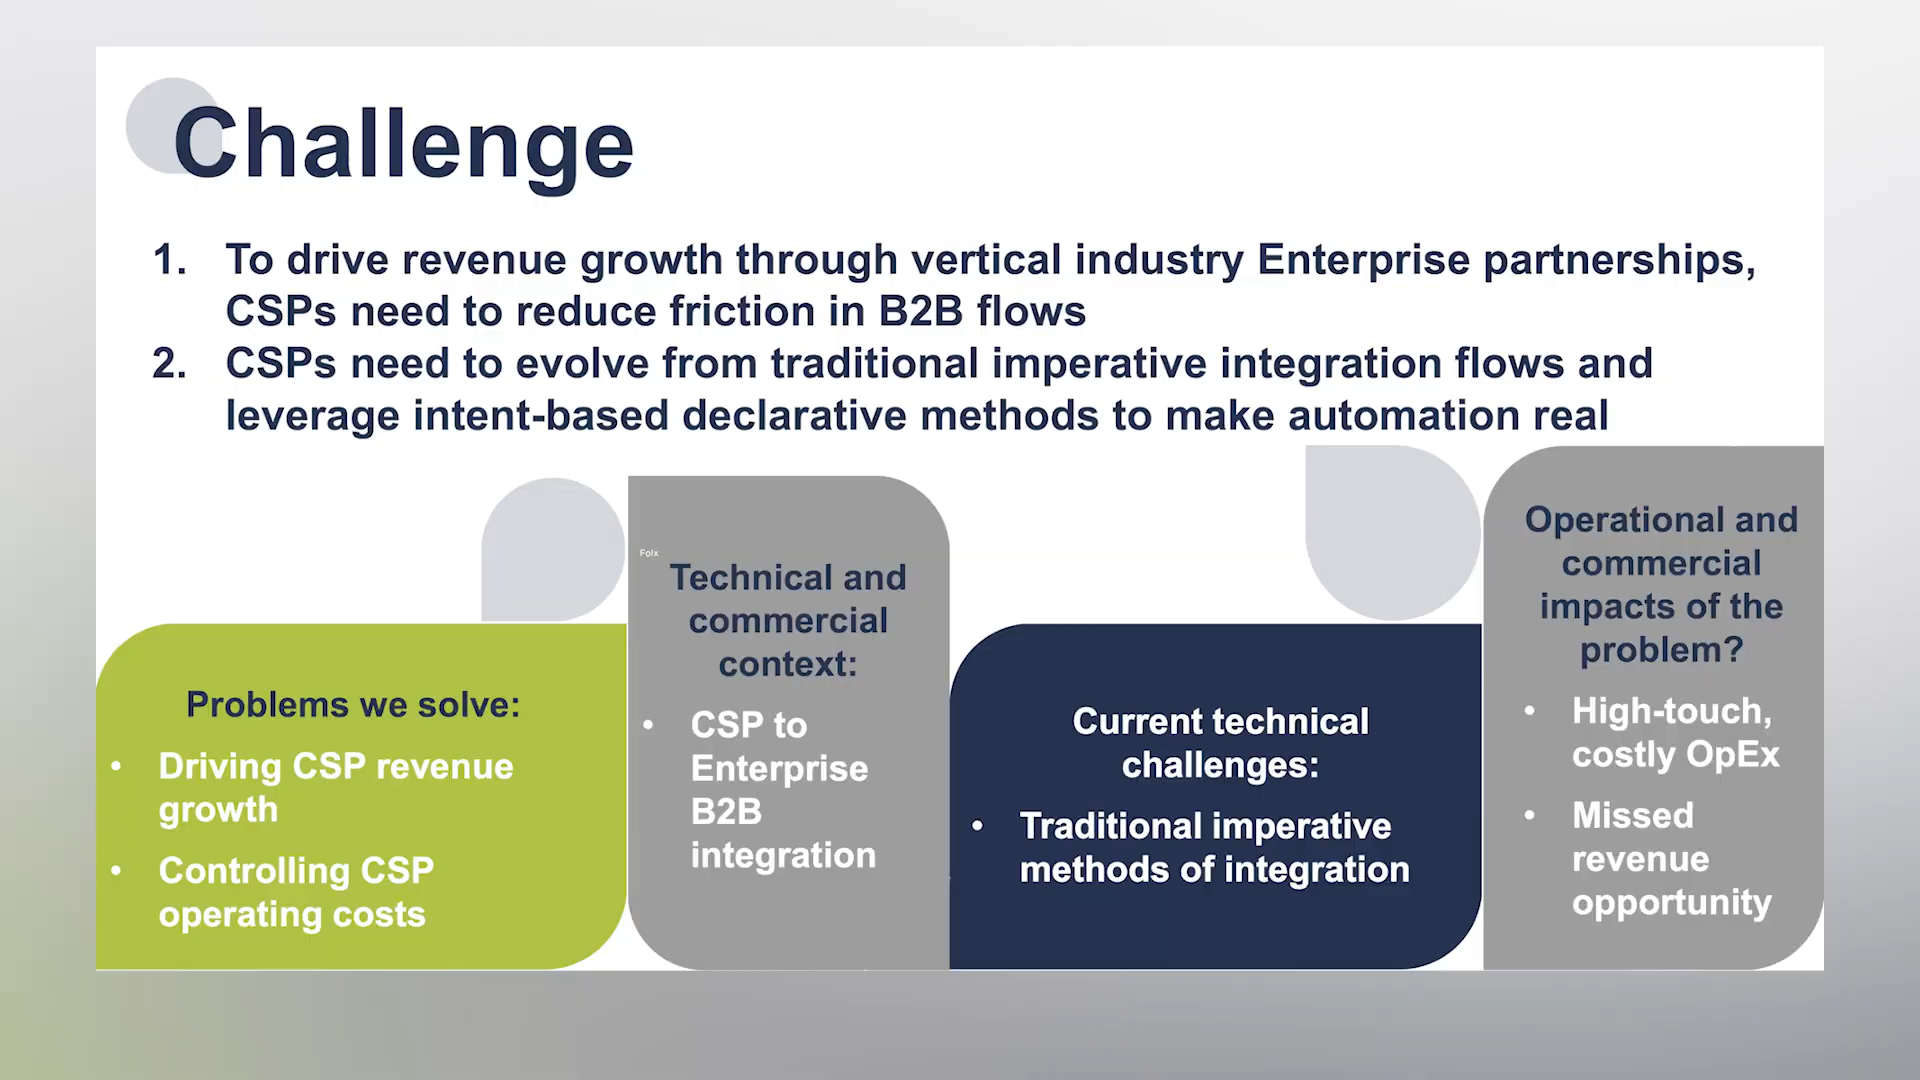 Challenge
1. To drive revenue growth through vertical industry Enterprise partnerships,
CSPs need to reduce friction in B2B flows
2. CSPs need to evolve from traditional imperative integration flows and
leverage intent-based declarative methods to make automation real
Problems we solve:
• Driving CSP revenue
growth
• Controlling CSP
operating costs
Folx
Technical and
commercial
context:
• CSP to
Enterprise
B2B
integration
Current technical
challenges:
• Traditional imperative
methods of integration
Operational and
commercial
impacts of the
problem?
• High-touch,
costly OpEx
• Missed
revenue
opportunity